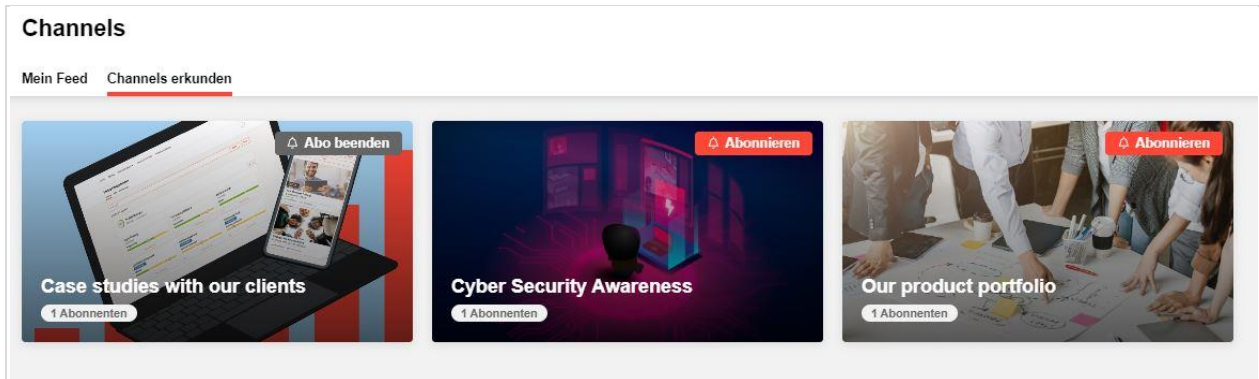 Channels
Mein Feed Channels erkunden
Abo beenden
Case studies with our clients
1 Abonnenten
Abonnieren
Cyber Security Awareness
1 Abonnenten
Abonnieren
Our product portfolio
1 Abonnenten